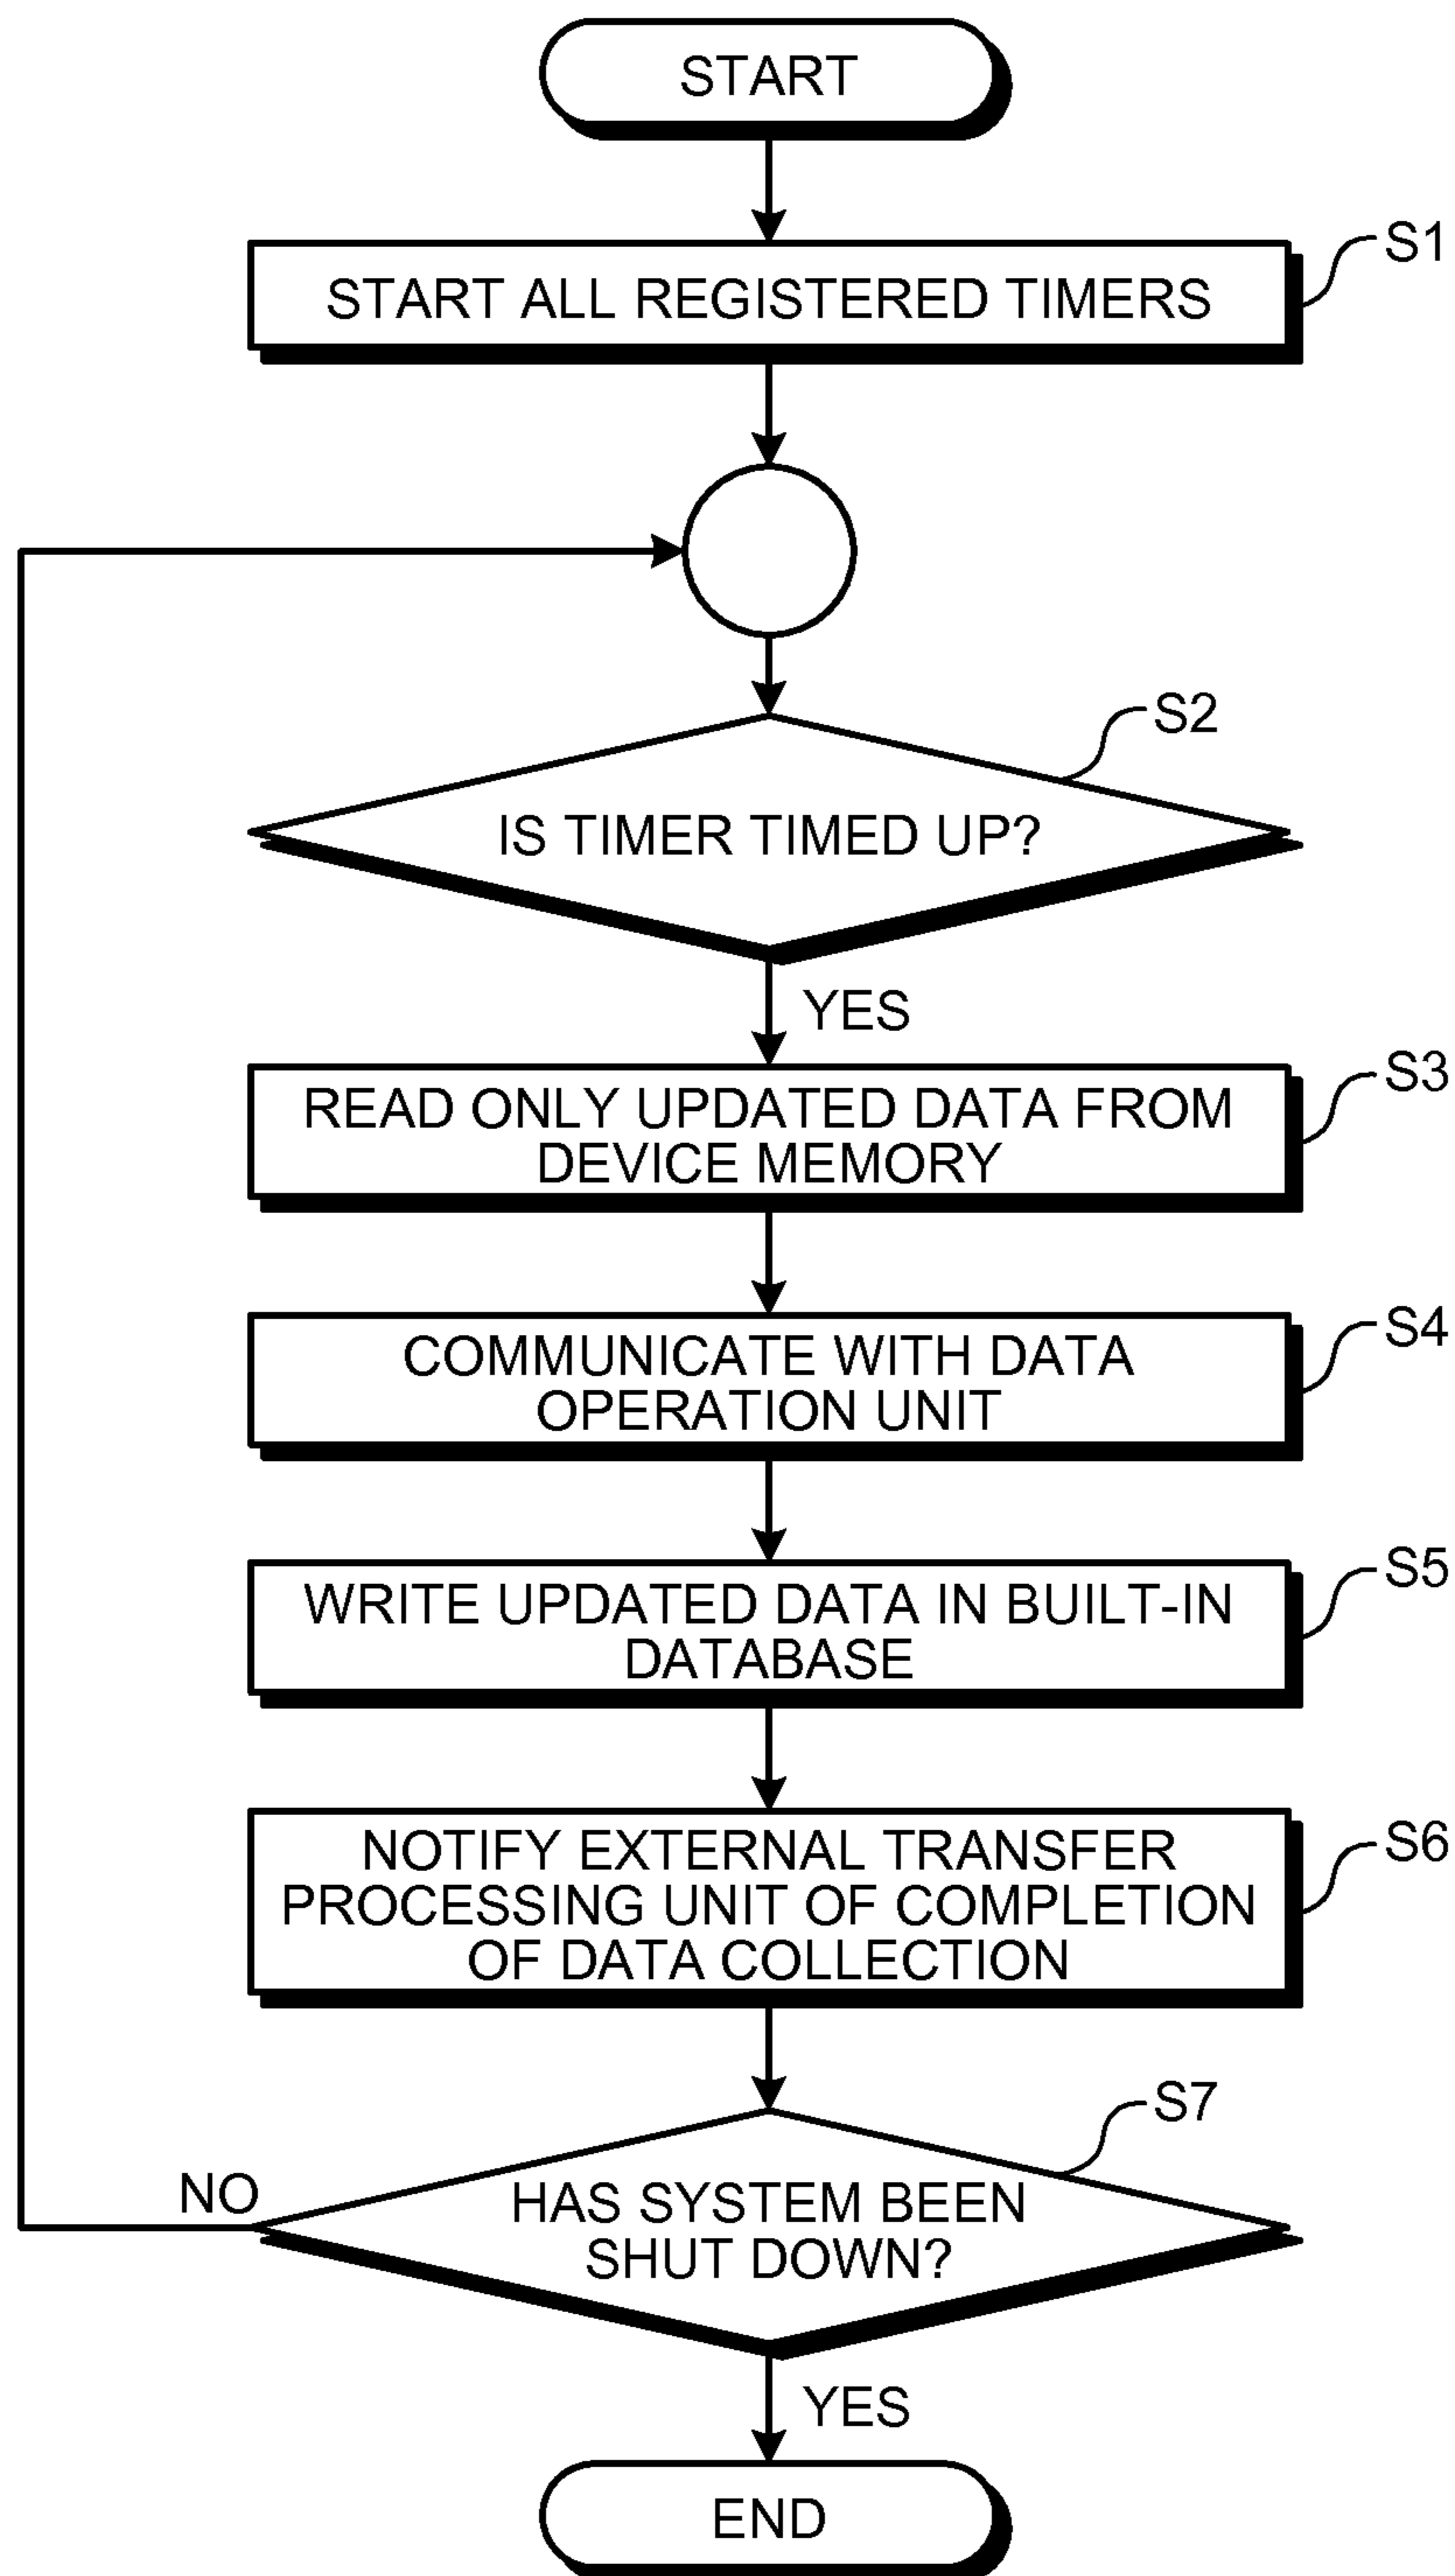 START
S1
START ALL REGISTERED TIMERS
S2
IS TIMER TIMED UP?
YES
S3
READ ONLY UPDATED DATA FROM
DEVICE MEMORY
S4
COMMUNICATE WITH DATA
OPERATION UNIT
S5
WRITE UPDATED DATA IN BUILT-IN
DATABASE
S6
NOTIFY EXTERNAL TRANSFER
PROCESSING UNIT OF COMPLETION
OF DATA COLLECTION
S7
NO
HAS SYSTEM BEEN
SHUT DOWN?
YES
END